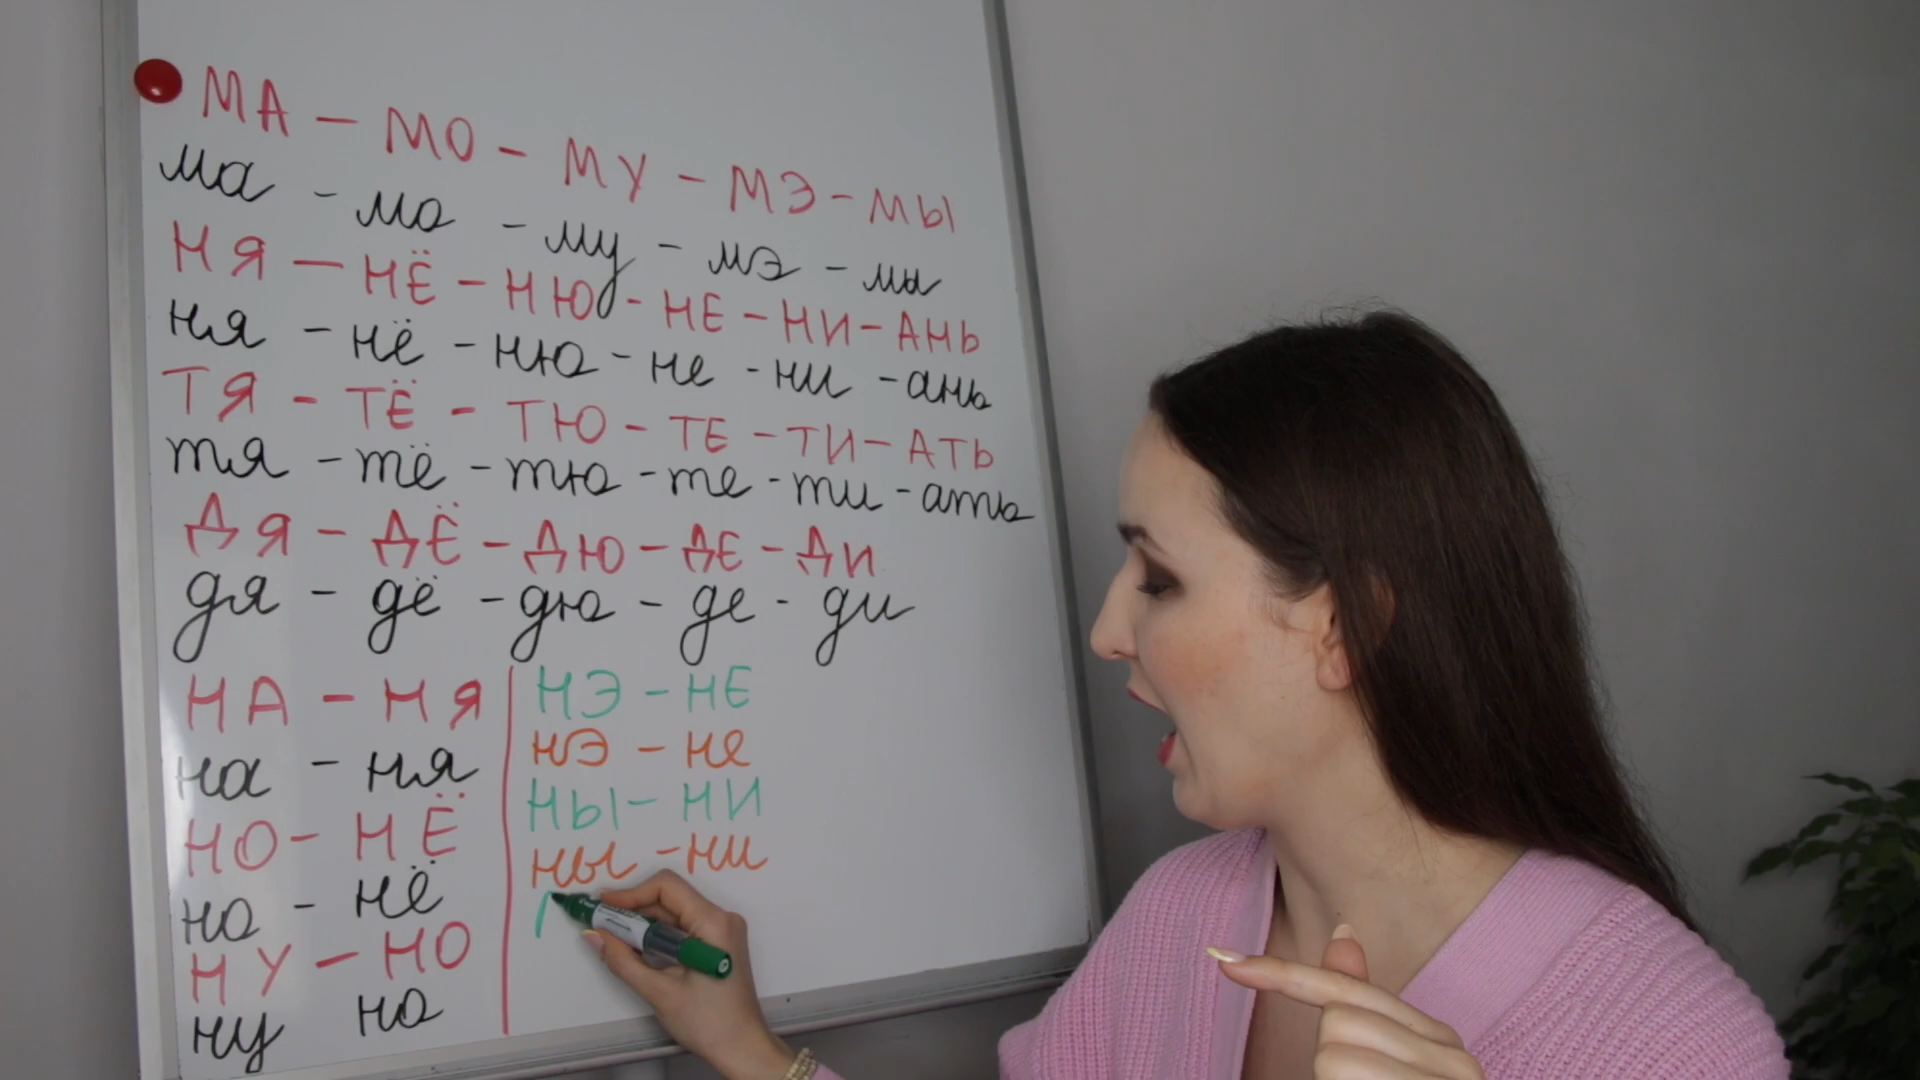 МА – МО – МУ – МЭ – МЫ
ма – мо – му – мэ – мы
НЯ – НЁ – НЮ – НЕ – НИ – АНЬ
ня – нё – ню – не – ни – ань
ТЯ – ТЁ – ТЮ – ТЕ – ТИ – АТЬ
тя – тё – тю – те – ти – ать
ДЯ – ДЁ – ДЮ – ДЕ – ДИ
дя – дё – дю – де – ди
НА – НЯ
на – ня
НО – НЁ
но – нё
НУ – НО
ну но
НЭ – НЕ
нэ – не
НЫ – НИ
ны – ни